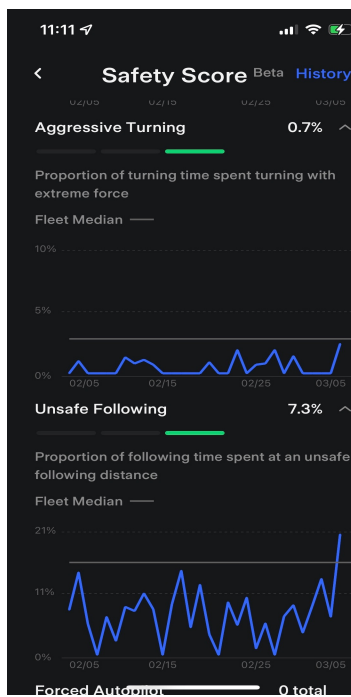 11:11
Safety Score Beta History
02/05 02/15 02/25 03/05
Aggressive Turning 0.7%
Proportion of turning time spent turning with
extreme force
Fleet Median
10%
5%
0%
02/05 02/15 02/25 03/05
Unsafe Following 7.3%
Proportion of following time spent at an unsafe
following distance
Fleet Median
21%
11%
0%
02/05 02/15 02/25 03/05
Forced Autopilot 0 total